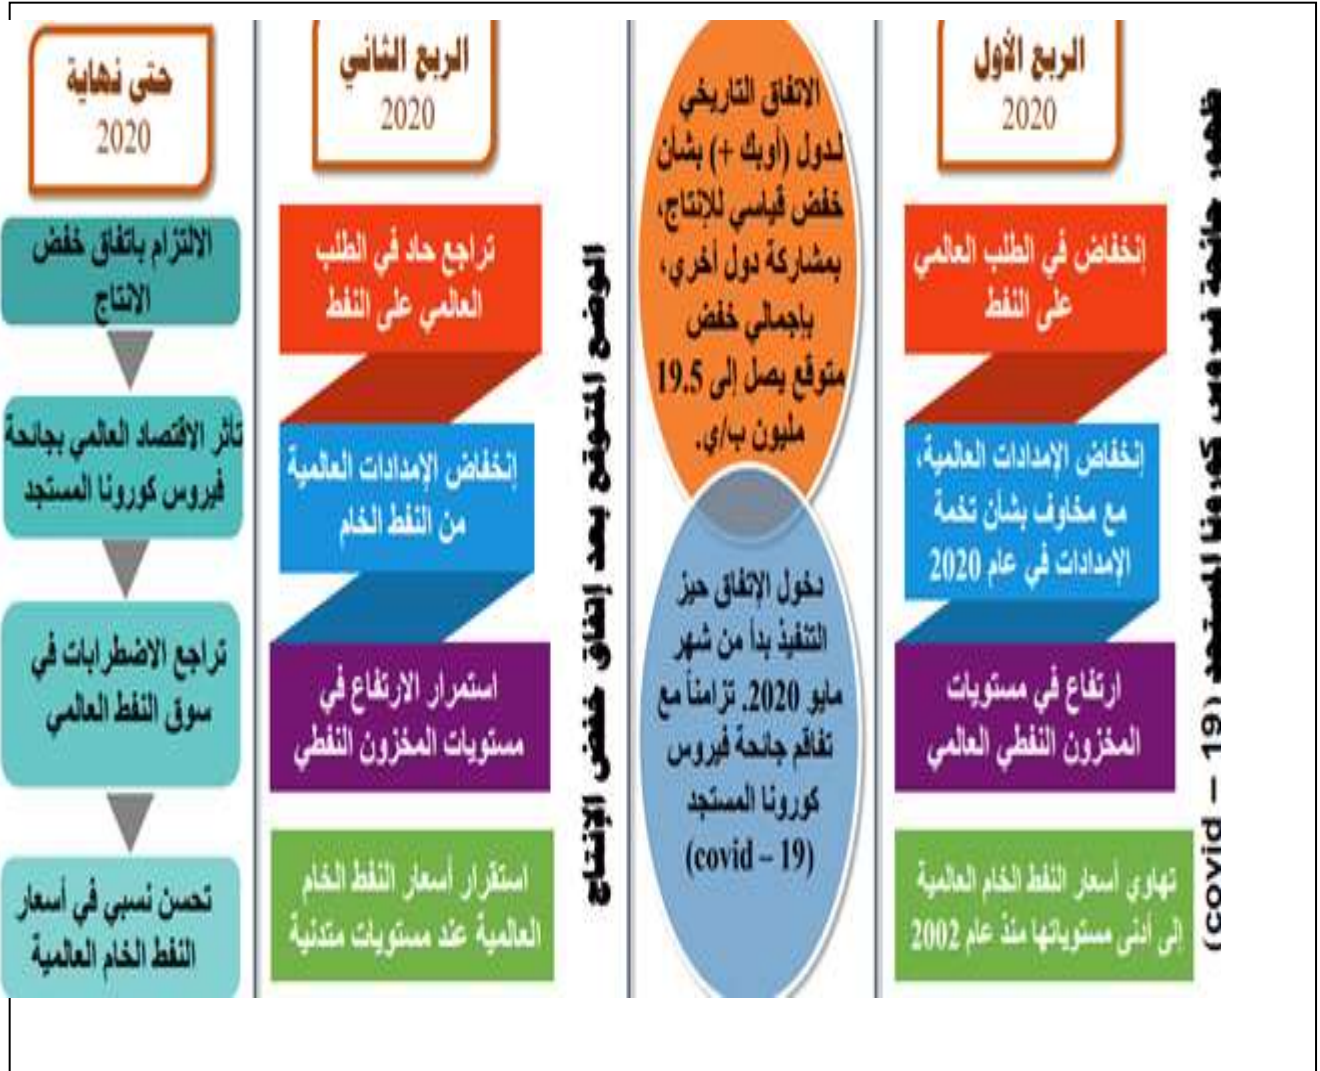 ظهور جائحة فيروس كورونا المستجد (covid – 19)
الربع الأول
2020
إنخفاض في الطلب العالمي
على النفط
إنخفاض الإمدادات العالمية،
مع مخاوف بشأن تخمة
الإمدادات في عام 2020
ارتفاع في مستويات
المخزون النفطي العالمي
تهاوي أسعار النفط الخام العالمية
إلى أدنى مستوياتها منذ عام 2002
الاتفاق التاريخي
لدول (أوبك +) بشأن
خفض قياسي للإنتاج،
بمشاركة دول أخري،
بإجمالي خفض
متوقع يصل إلى 19.5
مليون ب/ي.
دخول الإتفاق حيز
التنفيذ بدأ من شهر
مايو 2020. تزامناً مع
تفاقم جائحة فيروس
كورونا المستجد
(covid – 19)
الوضع المتوقع بعد إتفاق خفض الإنتاج
الربع الثاني
2020
تراجع حاد في الطلب
العالمي على النفط
إنخفاض الإمدادات العالمية
من النفط الخام
استمرار الارتفاع في
مستويات المخزون النفطي
استقرار أسعار النفط الخام
العالمية عند مستويات متدنية
حتى نهاية
2020
الالتزام باتفاق خفض
الانتاج
تأثر الاقتصاد العالمي بجائحة
فيروس كورونا المستجد
تراجع الاضطرابات في
سوق النفط العالمي
تحسن نسبي في أسعار
النفط الخام العالمية